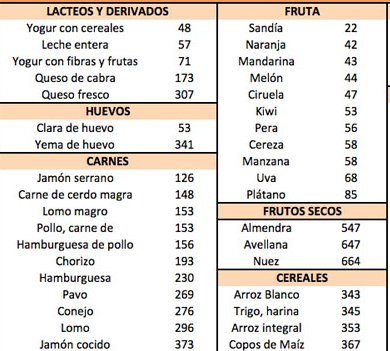 LACTEOS Y DERIVADOS
Yogur con cereales 48
Leche entera 57
Yogur con fibras y frutas 71
Queso de cabra 173
Queso fresco 307
HUEVOS
Clara de huevo 53
Yema de huevo 341
CARNES
Jamón serrano 126
Carne de cerdo magra 148
Lomo magro 153
Pollo, carne de 153
Hamburguesa de pollo 156
Chorizo 193
Hamburguesa 230
Pavo 269
Conejo 276
Lomo 296
Jamón cocido 373
FRUTA
Sandía 22
Naranja 42
Mandarina 43
Melón 44
Ciruela 47
Kiwi 53
Pera 56
Cereza 58
Manzana 58
Uva 68
Plátano 85
FRUTOS SECOS
Almendra 547
Avellana 647
Nuez 664
CEREALES
Arroz Blanco 343
Trigo, harina 345
Arroz integral 353
Copos de Maíz 367